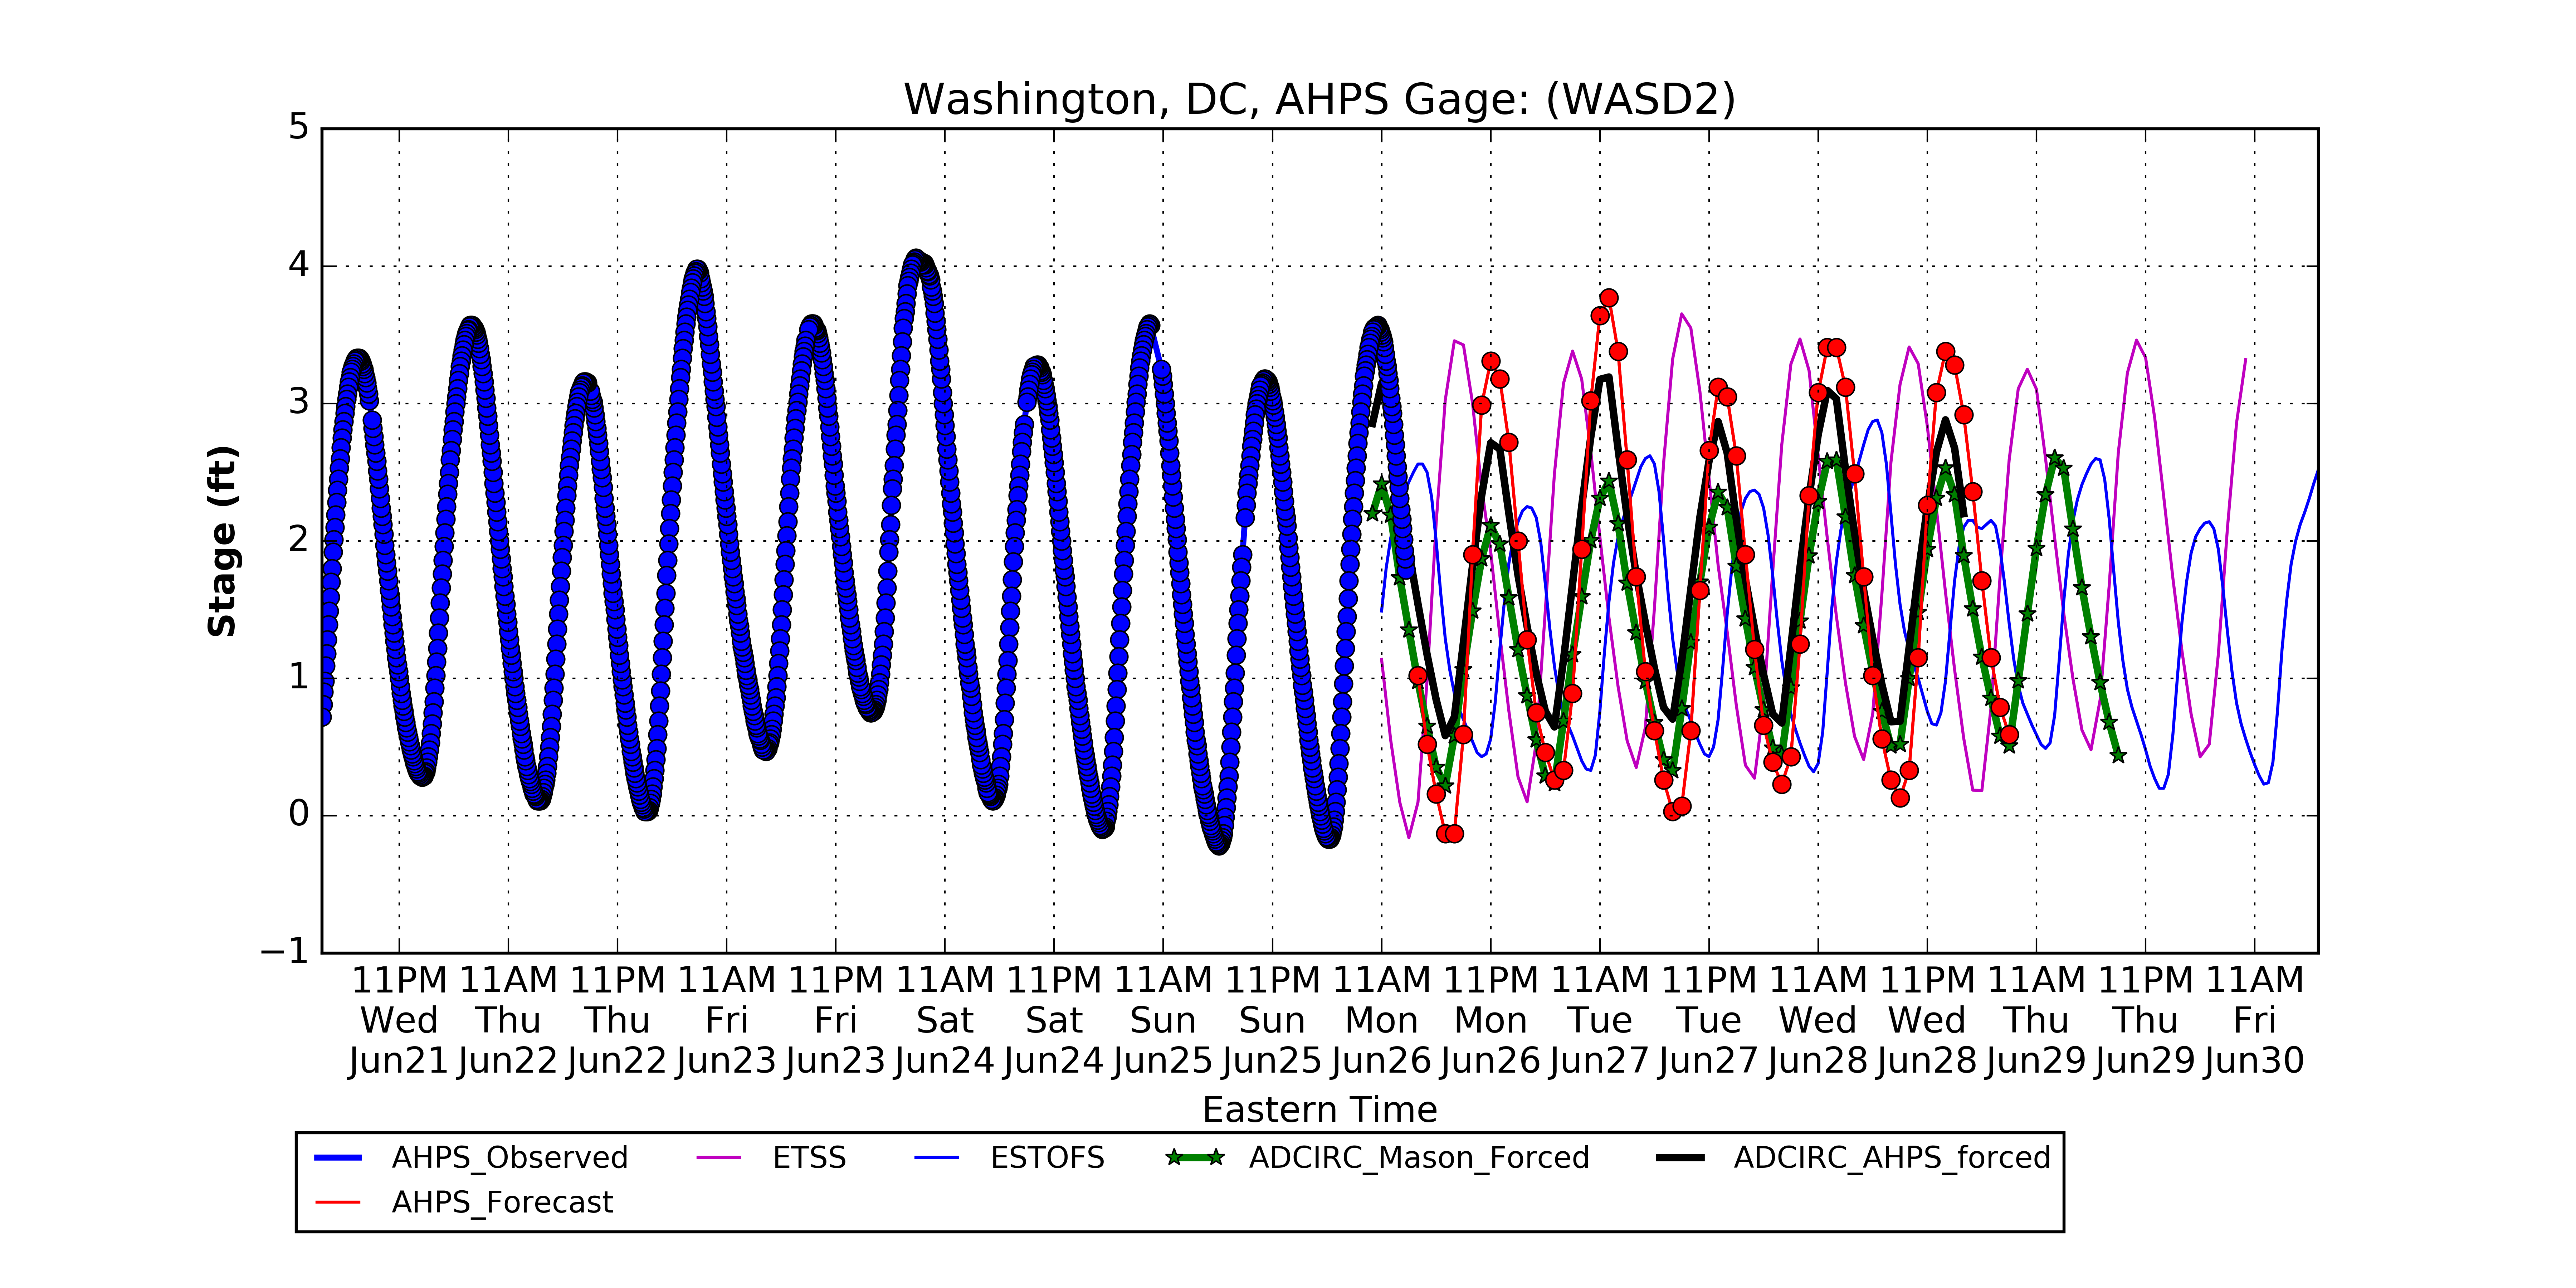 Washington, DC, AHPS Gage: (WASD2)
5
4
3
2
1
0
−1
Stage (ft)
11PM 11AM 11PM 11AM 11PM 11AM 11PM 11AM 11PM 11AM 11PM 11AM 11PM 11AM 11PM 11AM 11PM 11AM
Wed Thu Thu Fri Fri Sat Sat Sun Sun Mon Mon Tue Tue Wed Wed Thu Thu Fri
Jun21 Jun22 Jun22 Jun23 Jun23 Jun24 Jun24 Jun25 Jun25 Jun26 Jun26 Jun27 Jun27 Jun28 Jun28 Jun29 Jun29 Jun30
Eastern Time
AHPS_Observed ETSS ESTOFS ADCIRC_Mason_Forced ADCIRC_AHPS_forced
AHPS_Forecast